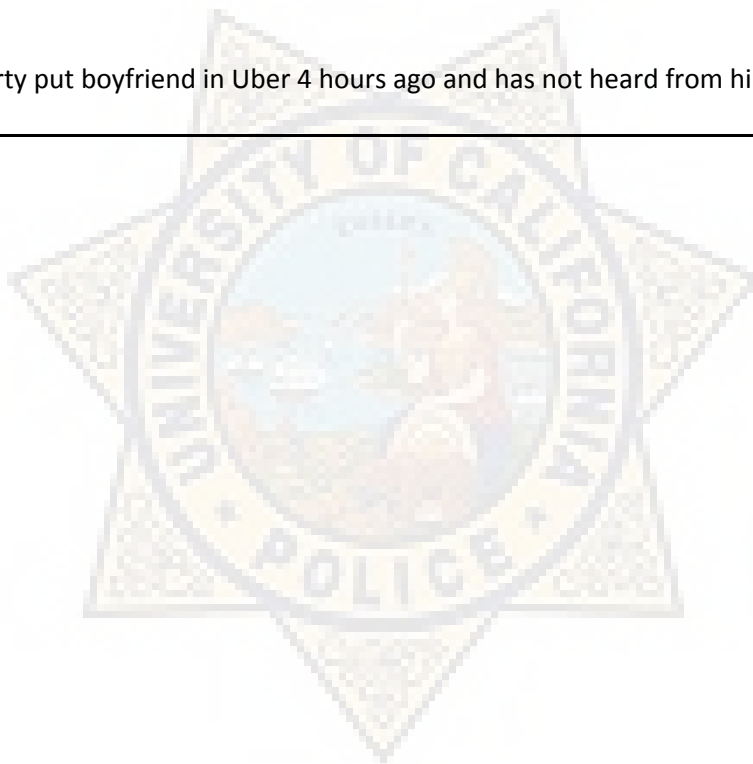 rty put boyfriend in Uber 4 hours ago and has not heard from hi
UNIVERSITY OF CALIFORNIA
POLICE